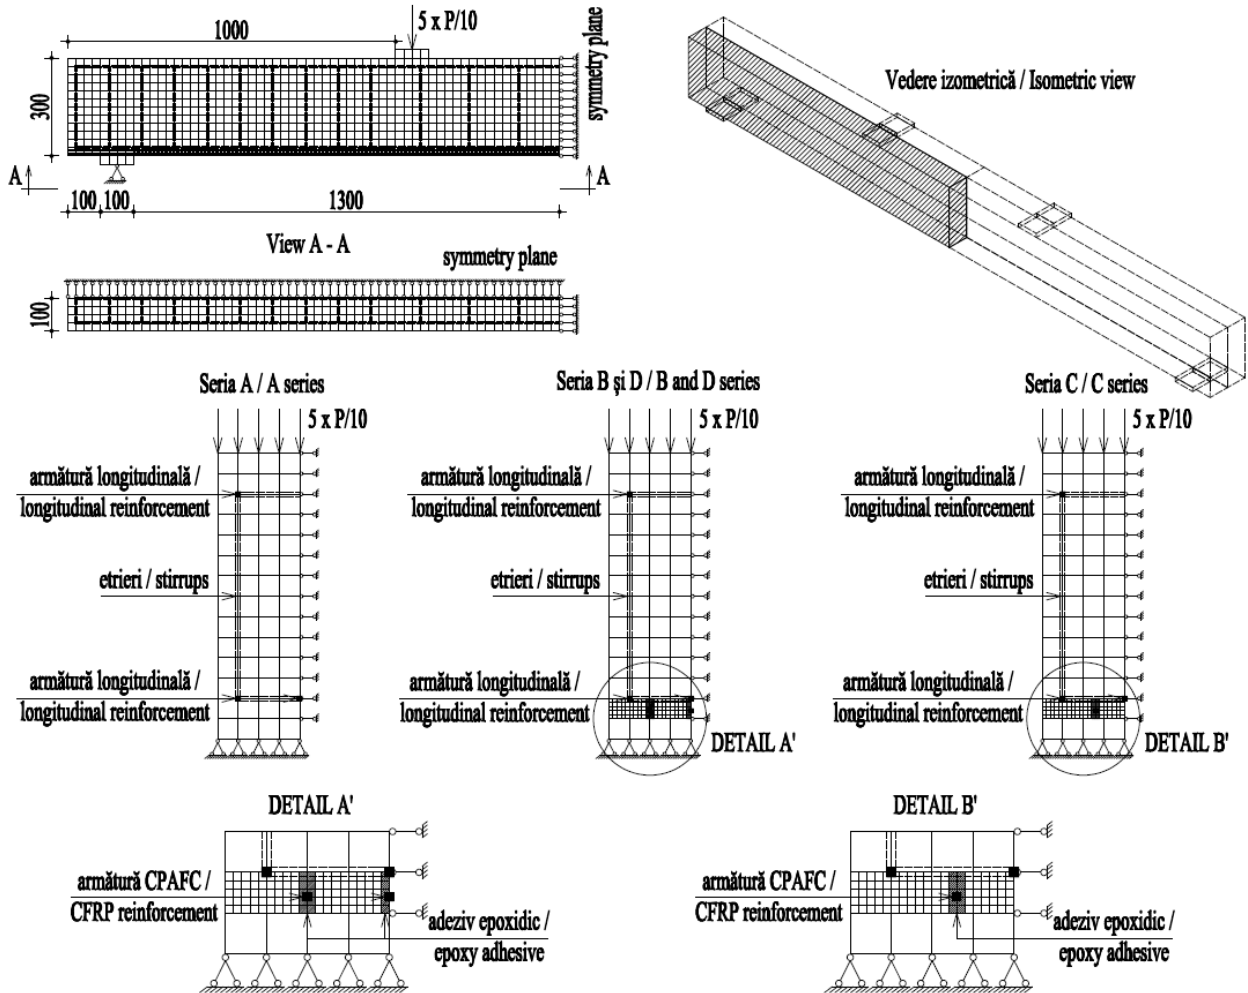 1000
5 x P/10
symmetry plane
300
A
A
100
100
1300
View A - A
symmetry plane
100
Vedere izometrică / Isometric view
Seria A / A series
5 x P/10
armătură longitudinală /
longitudinal reinforcement
etrieri / stirrups
armătură longitudinală /
longitudinal reinforcement
Seria B și D / B and D series
5 x P/10
armătură longitudinală /
longitudinal reinforcement
etrieri / stirrups
armătură longitudinală /
longitudinal reinforcement
DETAIL A'
Seria C / C series
5 x P/10
armătură longitudinală /
longitudinal reinforcement
etrieri / stirrups
armătură longitudinală /
longitudinal reinforcement
DETAIL B'
DETAIL A'
armătură CPAFC /
CFRP reinforcement
adeziv epoxidic /
epoxy adhesive
DETAIL B'
armătură CPAFC /
CFRP reinforcement
adeziv epoxidic /
epoxy adhesive